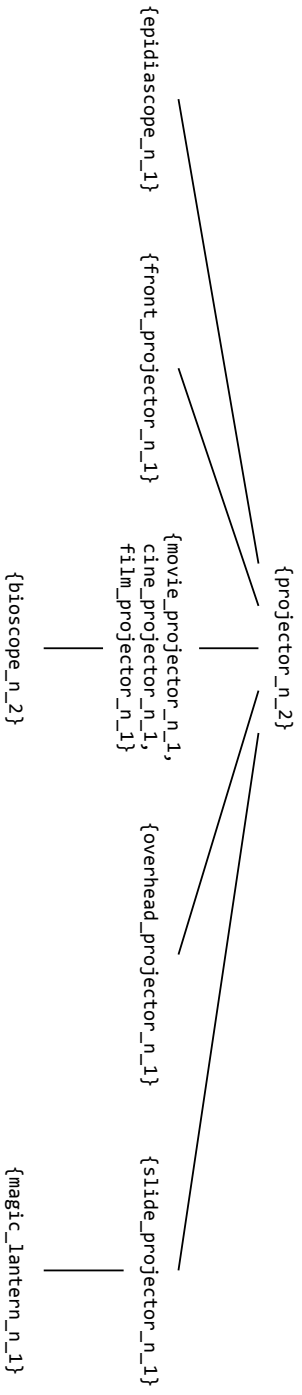 {projector_n_2}
{epidiascope_n_1}
{front_projector_n_1}
{movie_projector_n_1,
cine_projector_n_1,
film_projector_n_1}
{overhead_projector_n_1}
{slide_projector_n_1}
{bioscope_n_2}
{magic_lantern_n_1}